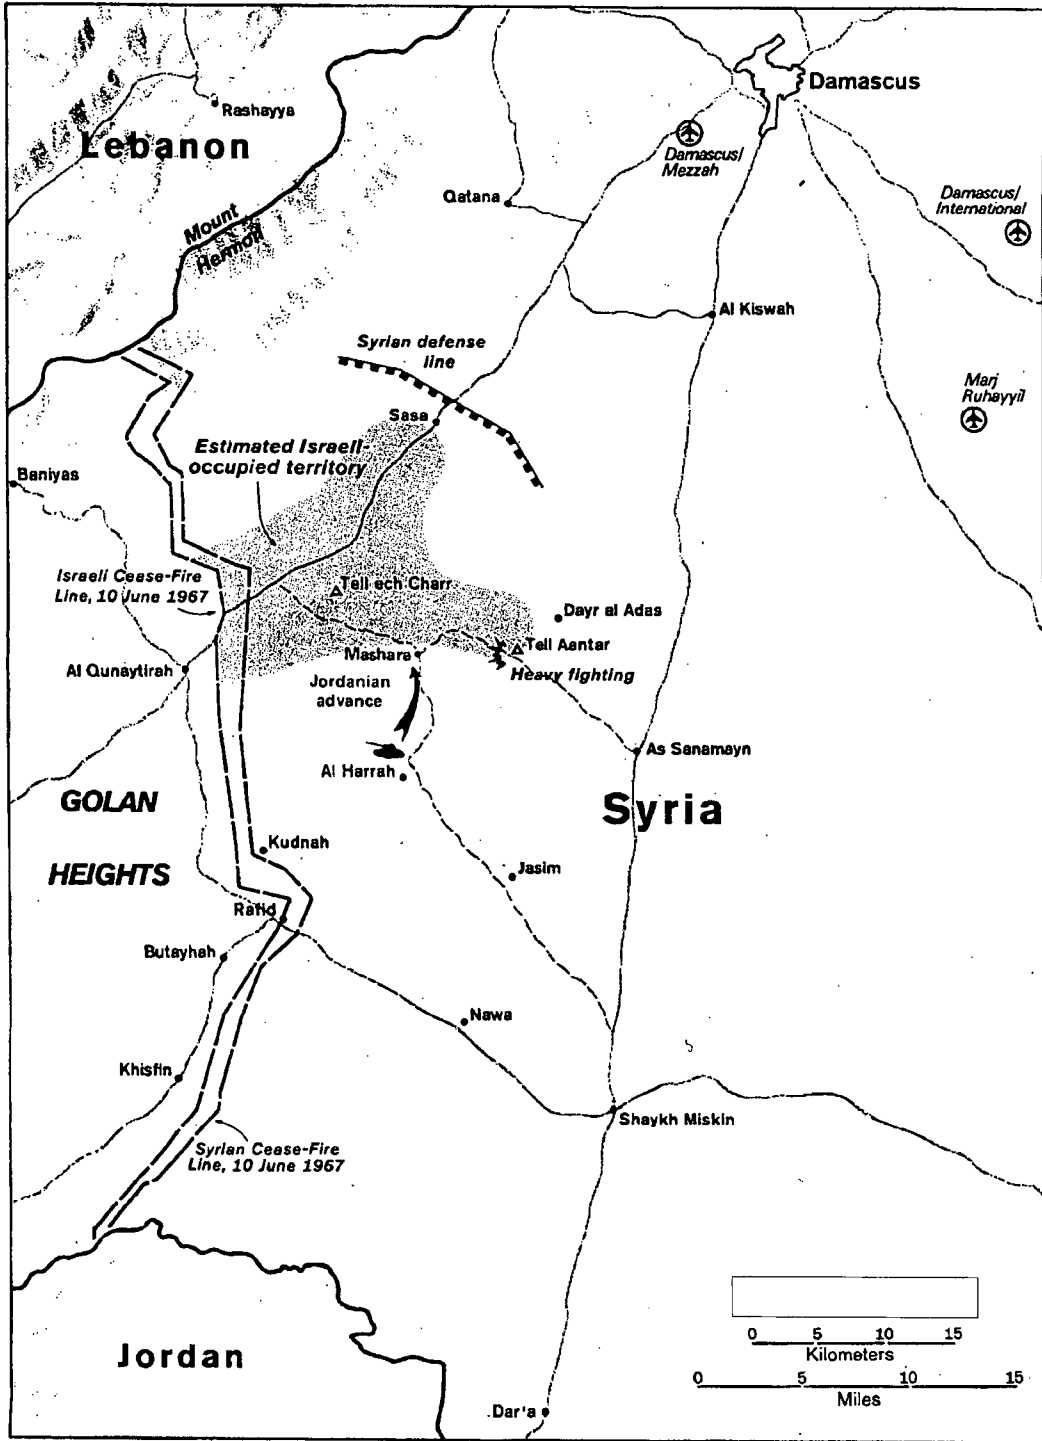 Damascus
Rashayya
Lebanon
Damascus/
Mezzah
Qatana
Damascus/
International
Mount
Hermon
Al Kiswah
Syrian defense
line
Marj
Ruhayyil
Sasa
Estimated Israeli-
occupied territory
Baniyas
Israeli Cease-Fire
Line, 10 June 1967
Tell ech Charr
Dayr al Adas
Tell Aantar
Mashara
Al Qunaytirah
Heavy fighting
Jordanian
advance
As Sanamayn
Al Harrah
GOLAN
HEIGHTS
Syria
Kudnah
Jasim
Rafid
Butayhah
Nawa
Khisfin
Shaykh Miskin
Syrian Cease-Fire
Line, 10 June 1967
Jordan
0 5 10 15
Kilometers
0 5 10 15
Miles
Dar'a